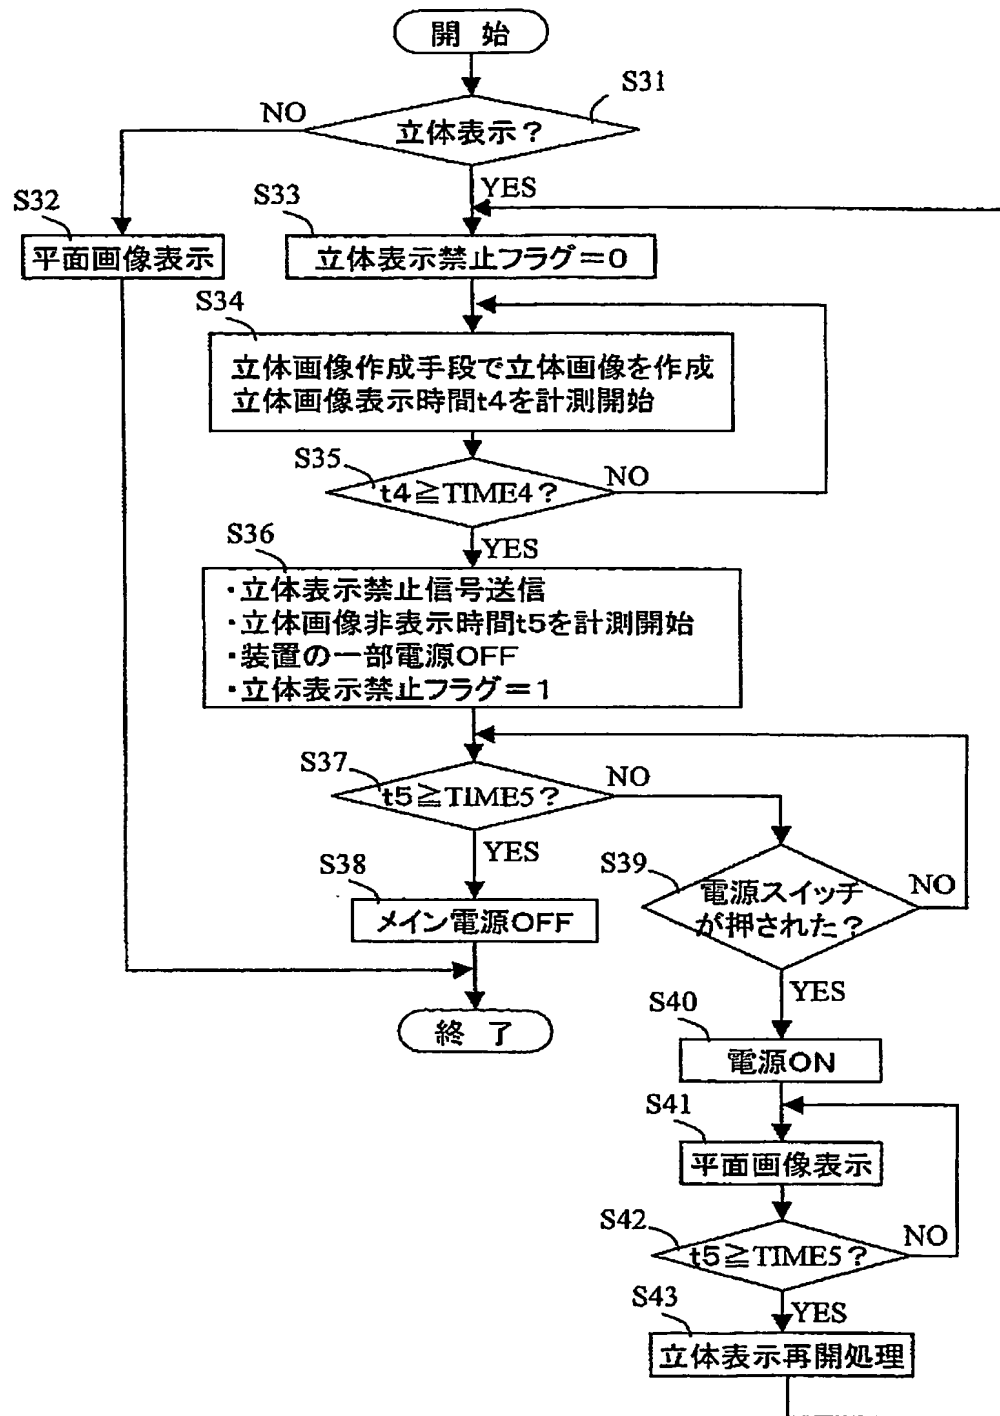 開 始
S31
立体表示？
NO
YES
S32
平面画像表示
S33
立体表示禁止フラグ＝0
S34
立体画像作成手段で立体画像を作成
立体画像表示時間t4を計測開始
S35
t4≧TIME4？
NO
YES
S36
・立体表示禁止信号送信
・立体画像非表示時間t5を計測開始
・装置の一部電源OFF
・立体表示禁止フラグ＝1
S37
t5≧TIME5？
NO
YES
S38
メイン電源OFF
終 了
S39
電源スイッチ
が押された？
NO
YES
S40
電源ON
S41
平面画像表示
S42
t5≧TIME5？
NO
YES
S43
立体表示再開処理